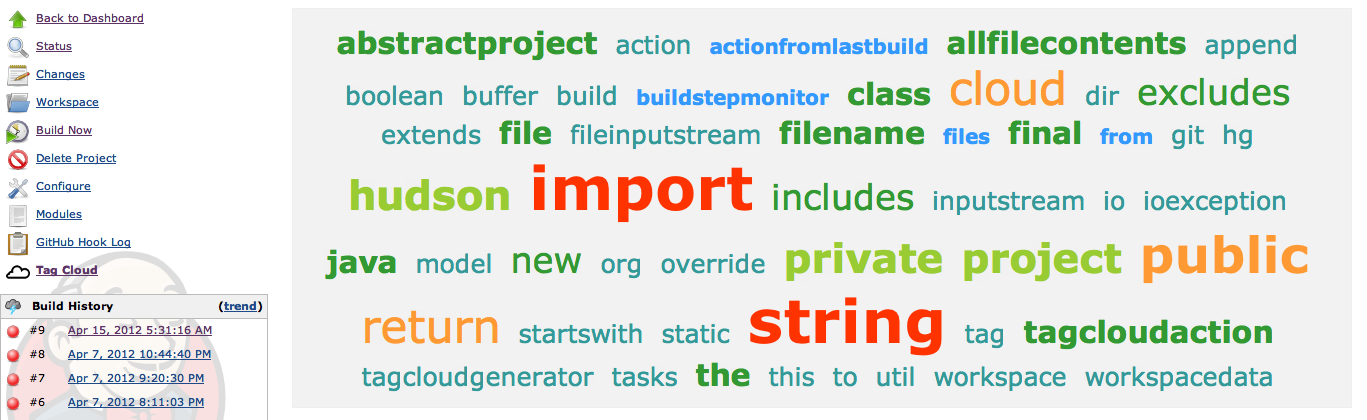 Back to Dashboard
Status
Changes
Workspace
Build Now
Delete Project
Configure
Modules
GitHub Hook Log
Tag Cloud
Build History (trend)
#9 Apr 15, 2012 5:31:16 AM
#8 Apr 7, 2012 10:44:40 PM
#7 Apr 7, 2012 9:20:30 PM
#6 Apr 7, 2012 8:11:03 PM
abstractproject action actionfromlastbuild allfilecontents append
boolean buffer build buildstepmonitor class cloud dir excludes
extends file fileinputstream filename files final from git hg
hudson import includes inputstream io ioexception
java model new org override private project public
return startswith static string tag tagcloudaction
tagcloudgenerator tasks the this to util workspace workspacedata